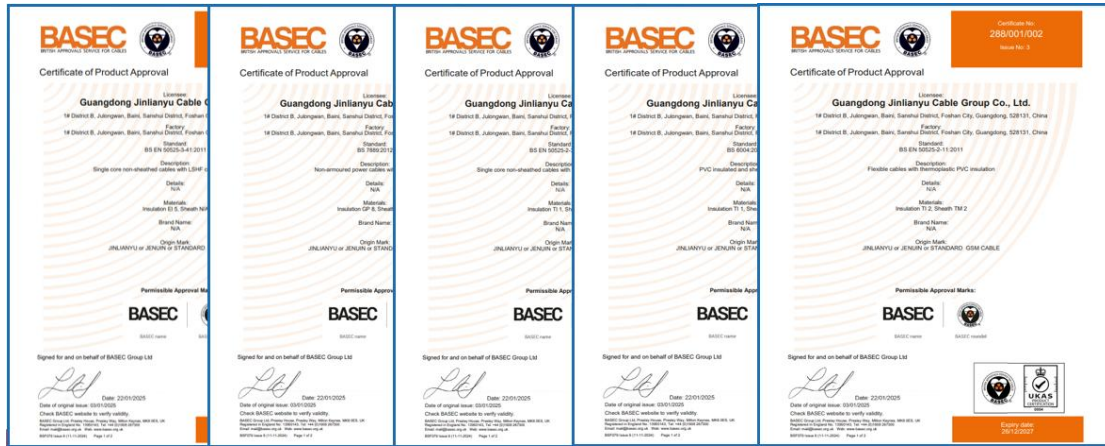 BASEC
BRITISH APPROVALS SERVICE FOR CABLES
Certificate of Product Approval
Licensee:
Guangdong Jinlianyu Cable
1# District B, Julongwan, Baini, Sanshui District, Foshan
Factory
1# District B, Julongwan, Baini, Sanshui District, Foshan
Standard:
BS EN 50525-3-41:2011
Description:
Single core non-sheathed cables with LSHF
Details:
N/A
Materials:
Insulation EI 5, Sheath N/A
Brand Name:
N/A
Origin Mark:
JINLIANYU or JENUIN or STANDARD
Permissible Approval
BASEC
BASEC name
Signed for and on behalf of BASEC Group Ltd
Date: 22/01/2025
Date of original issue: 03/01/2025
Check BASEC website to verify validity.
BASEC
BRITISH APPROVALS SERVICE FOR CABLES
Certificate of Product Approval
Licensee:
Guangdong Jinlianyu
1# District B, Julongwan, Baini, Sanshui District,
Factory
1# District B, Julongwan, Baini, Sanshui District,
Standard:
BS 7889:2012
Description:
Non-armoured power cables
Details:
N/A
Materials:
Insulation GP 8,
Brand Name:
N/A
Origin Mark:
JINLIANYU or JENUIN or
Permissible
BASEC
BASEC name
Signed for and on behalf of BASEC Group Ltd
Date: 22/01/2025
Date of original issue: 03/01/2025
Check BASEC website to verify validity.
BASEC
BRITISH APPROVALS SERVICE FOR CABLES
Certificate of Product Approval
Licensee:
Guangdong Jinlianyu
1# District B, Julongwan, Baini, Sanshui District,
Factory
1# District B, Julongwan, Baini, Sanshui District,
Standard:
BS EN 50525-2-
Description:
Single core non-sheathed cables with
Details:
N/A
Materials:
Insulation TI 1,
Brand Name:
N/A
Origin Mark
JINLIANYU or JENUIN or
Permissible
BASEC
BASEC name
Signed for and on behalf of BASEC Group Ltd
Date: 22/01/2025
Date of original issue: 03/01/2025
Check BASEC website to verify validity.
BASEC
BRITISH APPROVALS SERVICE FOR CABLES
Certificate of Product Approval
Licensee:
Guangdong Jinlianyu
1# District B, Julongwan, Baini, Sanshui District,
Factory
1# District B, Julongwan, Baini, Sanshui District,
Standard:
BS 6004:
Description:
PVC insulated and
Details:
N/A
Materials:
Insulation TI 1,
Brand Name:
N/A
Origin Mark:
JINLIANYU or JENUIN or
Permissible
BASEC
BASEC name
Signed for and on behalf of BASEC Group Ltd
Date: 22/01/2025
Date of original issue: 03/01/2025
Check BASEC website to verify validity.
BASEC
BRITISH APPROVALS SERVICE FOR CABLES
Certificate No:
288/001/002
Issue No: 3
Certificate of Product Approval
Licensee:
Guangdong Jinlianyu Cable Group Co., Ltd.
1# District B, Julongwan, Baini, Sanshui District, Foshan City, Guangdong, 528131, China
Factory
1# District B, Julongwan, Baini, Sanshui District, Foshan City, Guangdong, 528131, China
Standard:
BS EN 50525-2-11:2011
Description:
Flexible cables with thermoplastic PVC insulation
Details:
N/A
Materials:
Insulation TI 2, Sheath TM 2
Brand Name:
N/A
Origin Mark:
JINLIANYU or JENUIN or STANDARD GSM CABLE
Permissible Approval Marks:
BASEC
BASEC name
BASEC roundel
Signed for and on behalf of BASEC Group Ltd
Date: 22/01/2025
Date of original issue: 03/01/2025
Check BASEC website to verify validity.
UKAS
PRODUCT CERTIFICATION
Expiry date:
28/12/2027